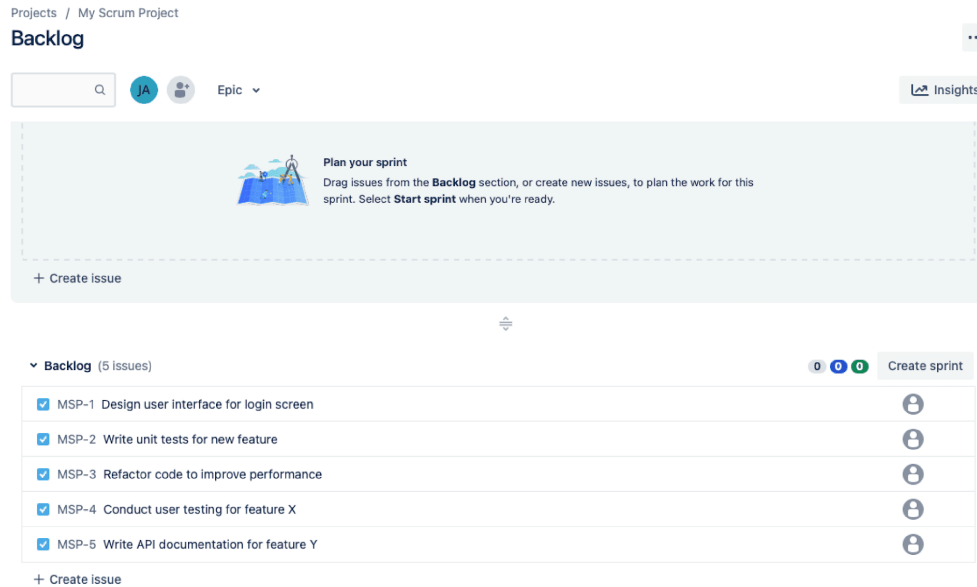 Projects / My Scrum Project
Backlog
JA
Epic
Insights
Plan your sprint
Drag issues from the Backlog section, or create new issues, to plan the work for this
sprint. Select Start sprint when you're ready.
+ Create issue
Backlog (5 issues) 0 0 0 Create sprint
MSP-1 Design user interface for login screen
MSP-2 Write unit tests for new feature
MSP-3 Refactor code to improve performance
MSP-4 Conduct user testing for feature X
MSP-5 Write API documentation for feature Y
+ Create issue